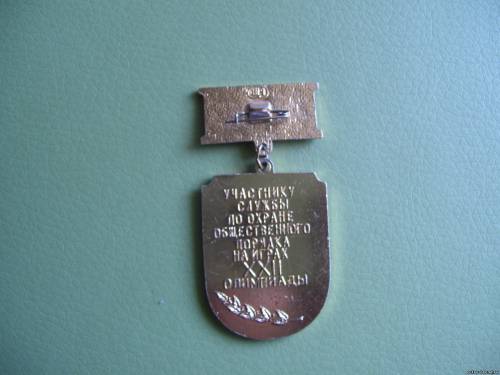 УЧАСТНИКУ
СЛУЖБЫ
ПО ОХРАНЕ
ОБЩЕСТВЕННОГО
ПОРЯДКА
НА ИГРАХ
XXII
ОЛИМПИАДЫ